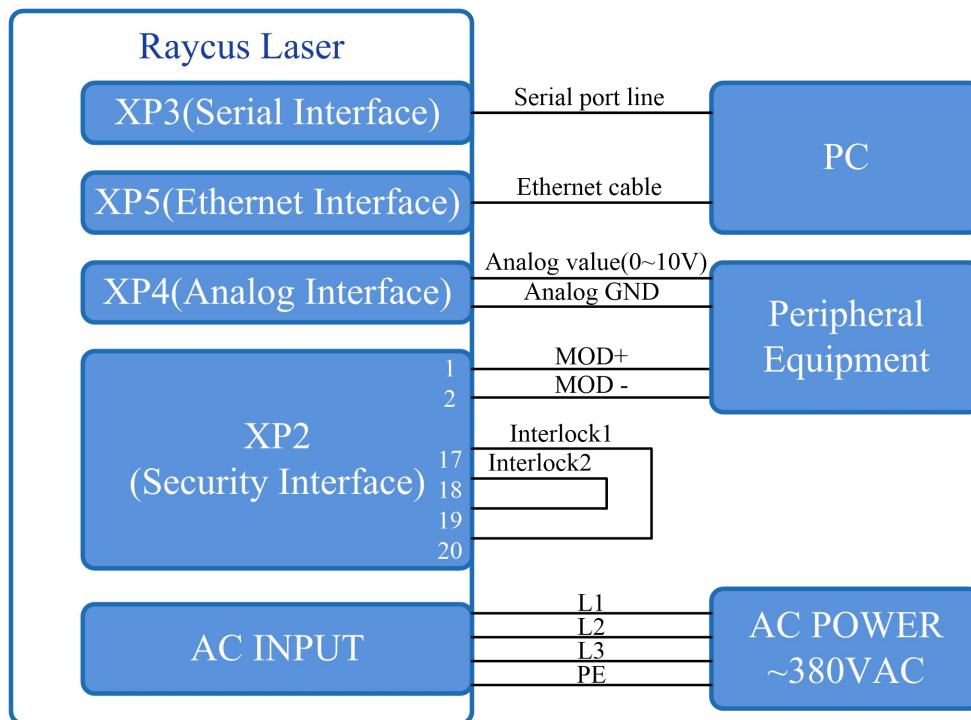 Raycus Laser
XP3(Serial Interface)
Serial port line
PC
XP5(Ethernet Interface)
Ethernet cable
XP4(Analog Interface)
Analog value(0~10V)
Analog GND
Peripheral
Equipment
XP2
(Security Interface)
1
2
17
18
19
20
MOD+
MOD -
Interlock1
Interlock2
AC INPUT
L1
L2
L3
PE
AC POWER
~380VAC